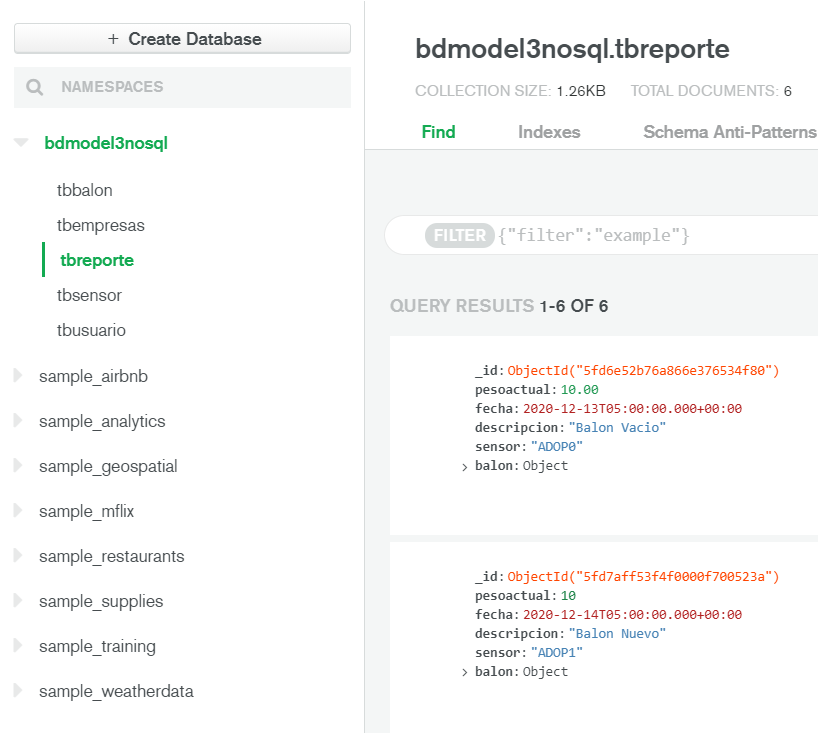 + Create Database
NAMESPACES
bdmodel3nosql
tbbalon
tbempresas
tbreporte
tbsensor
tbusuario
sample_airbnb
sample_analytics
sample_geospatial
sample_mflix
sample_restaurants
sample_supplies
sample_training
sample_weatherdata
bdmodel3nosql.tbreporte
COLLECTION SIZE: 1.26KB TOTAL DOCUMENTS: 6
Find Indexes Schema Anti-Patterns
FILTER {"filter":"example"}
QUERY RESULTS 1-6 OF 6
_id: ObjectId("5fd6e52b76a866e376534f80")
pesoactual: 10.00
fecha: 2020-12-13T05:00:00.000+00:00
descripcion: "Balon Vacio"
sensor: "ADOP0"
> balon: Object
_id: ObjectId("5fd7aff53f4f0000f700523a")
pesoactual: 10
fecha: 2020-12-14T05:00:00.000+00:00
descripcion: "Balon Nuevo"
sensor: "ADOP1"
> balon: Object